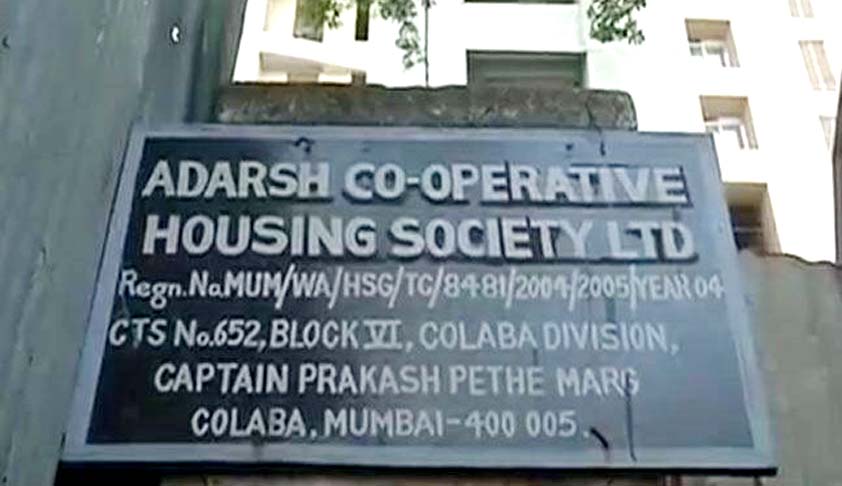 ADARSH CO-OPERATIVE
HOUSING SOCIETY LTD
Regn.No.MUM/WA/HSG/TC/8481/2004/2005/YEAR 04
CTS No.652, BLOCK VI, COLABA DIVISION,
CAPTAIN PRAKASH PETHE MARG
COLABA, MUMBAI-400 005.